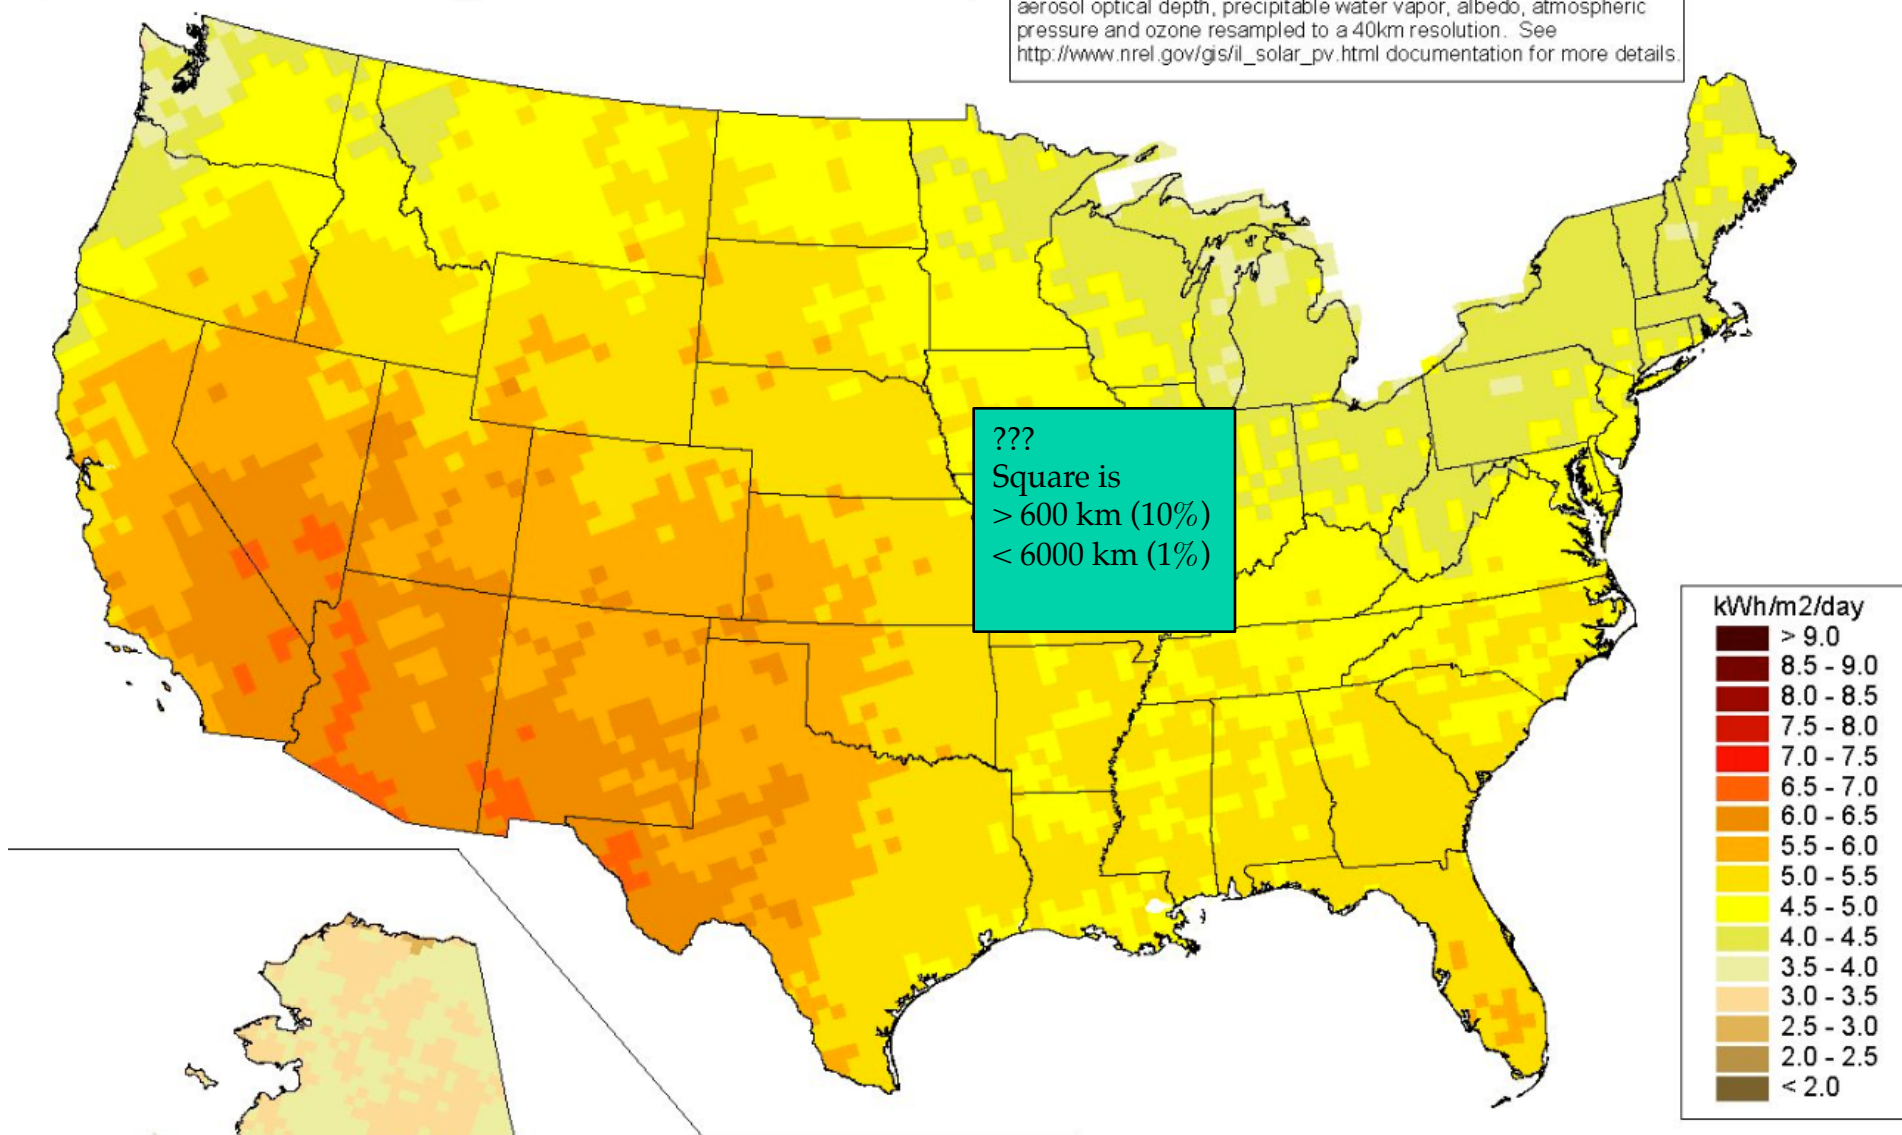 aerosol optical depth, precipitable water vapor, albedo, atmospheric
pressure and ozone resampled to a 40km resolution. See
http://www.nrel.gov/gis/il_solar_pv.html documentation for more details.
???
Square is
> 600 km (10%)
< 6000 km (1%)
kWh/m2/day
> 9.0
8.5 - 9.0
8.0 - 8.5
7.5 - 8.0
7.0 - 7.5
6.5 - 7.0
6.0 - 6.5
5.5 - 6.0
5.0 - 5.5
4.5 - 5.0
4.0 - 4.5
3.5 - 4.0
3.0 - 3.5
2.5 - 3.0
2.0 - 2.5
< 2.0